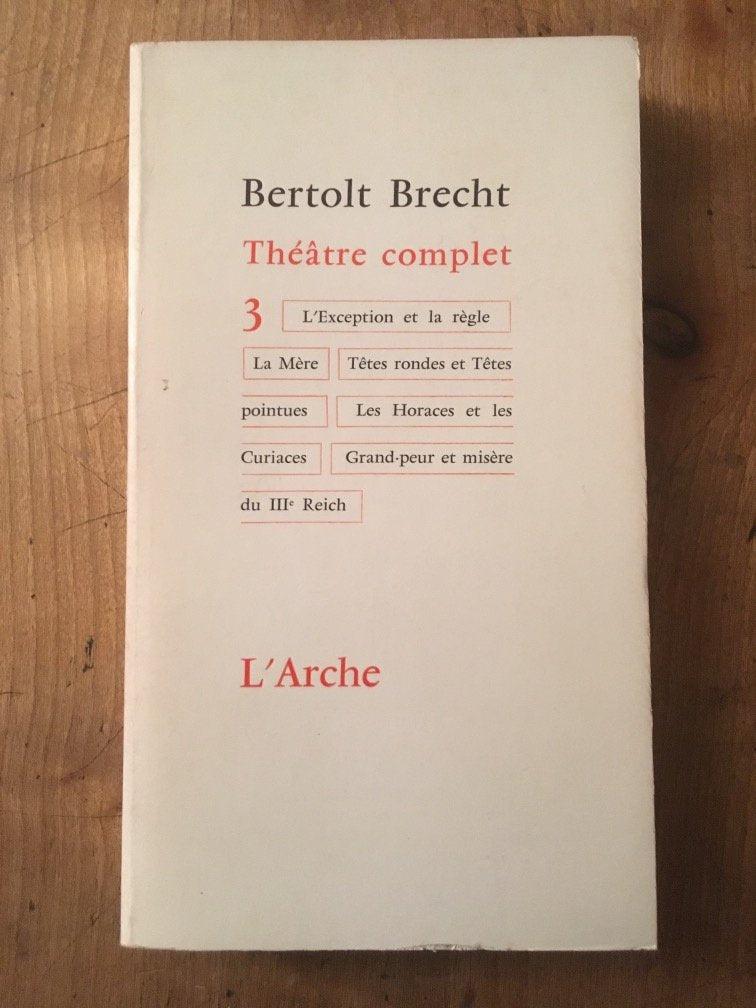 Bertolt Brecht
Théâtre complet
3 L'Exception et la règle
La Mère Têtes rondes et Têtes
pointues Les Horaces et les
Curiaces Grand-peur et misère
du IIIᵉ Reich
L'Arche